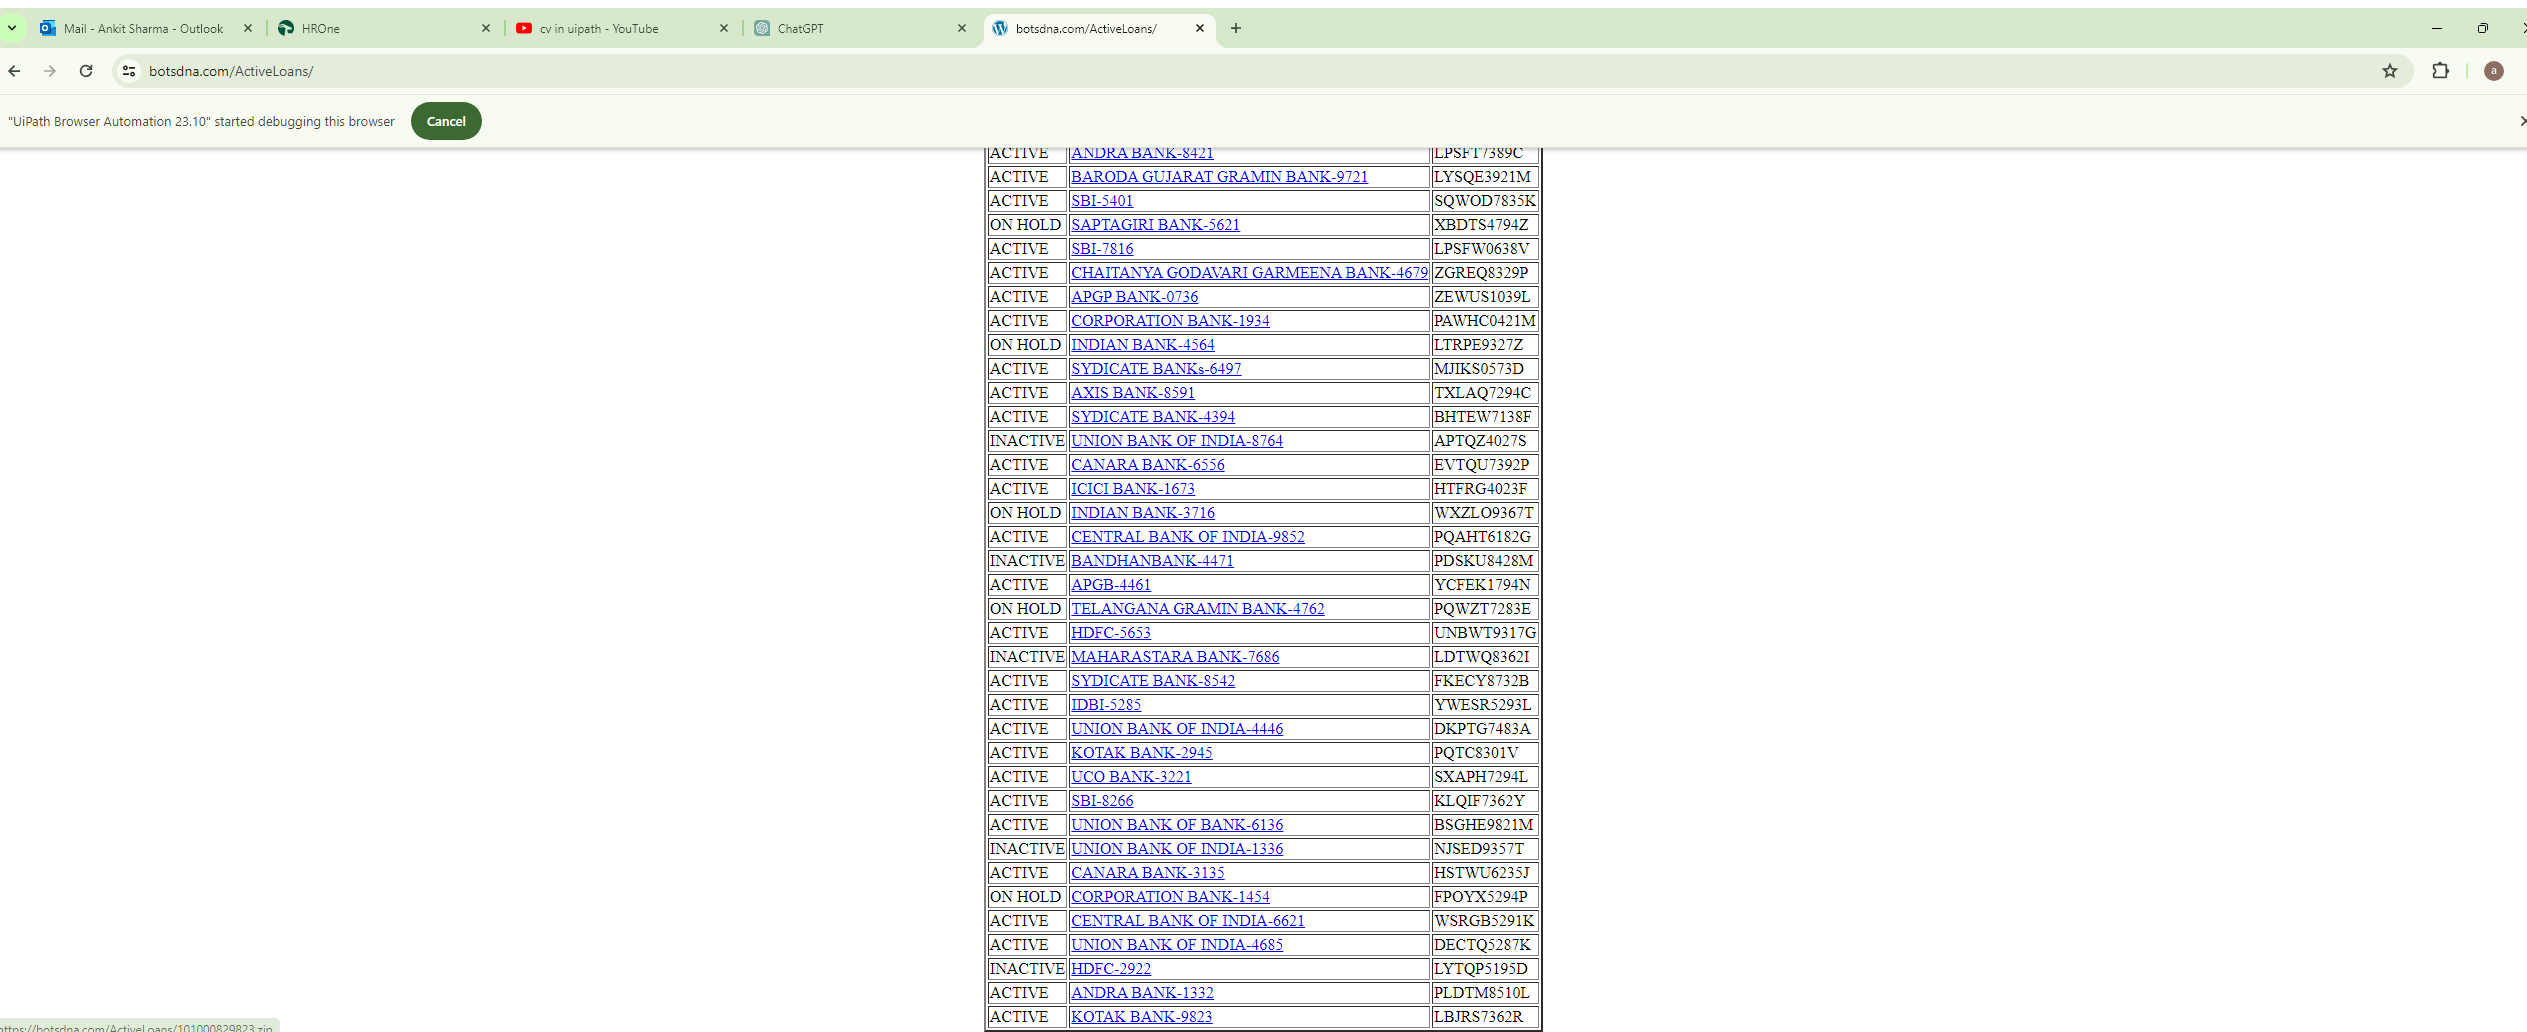 Mail - Ankit Sharma - Outlook HROne cv in uipath - YouTube ChatGPT botsdna.com/ActiveLoans/
botsdna.com/ActiveLoans/ a
"UiPath Browser Automation 23.10" started debugging this browser Cancel
ACTIVE ANDRA BANK-8421 LPSFT7389C
ACTIVE BARODA GUJARAT GRAMIN BANK-9721 LYSQE3921M
ACTIVE SBI-5401 SQWOD7835K
ON HOLD SAPTAGIRI BANK-5621 XBDTS4794Z
ACTIVE SBI-7816 LPSFW0638V
ACTIVE CHAITANYA GODAVARI GARMEENA BANK-4679 ZGREQ8329P
ACTIVE APGP BANK-0736 ZEWUS1039L
ACTIVE CORPORATION BANK-1934 PAWHC0421M
ON HOLD INDIAN BANK-4564 LTRPE9327Z
ACTIVE SYDICATE BANKs-6497 MJIKS0573D
ACTIVE AXIS BANK-8591 TXLAQ7294C
ACTIVE SYDICATE BANK-4394 BHTEW7138F
INACTIVE UNION BANK OF INDIA-8764 APTQZ4027S
ACTIVE CANARA BANK-6556 EVTQU7392P
ACTIVE ICICI BANK-1673 HTFRG4023F
ON HOLD INDIAN BANK-3716 WXZLO9367T
ACTIVE CENTRAL BANK OF INDIA-9852 PQAHT6182G
INACTIVE BANDHANBANK-4471 PDSKU8428M
ACTIVE APGB-4461 YCFEK1794N
ON HOLD TELANGANA GRAMIN BANK-4762 PQWZT7283E
ACTIVE HDFC-5653 UNBWT9317G
INACTIVE MAHARASTARA BANK-7686 LDTWQ8362I
ACTIVE SYDICATE BANK-8542 FKECY8732B
ACTIVE IDBI-5285 YWESR5293L
ACTIVE UNION BANK OF INDIA-4446 DKPTG7483A
ACTIVE KOTAK BANK-2945 PQTC8301V
ACTIVE UCO BANK-3221 SXAPH7294L
ACTIVE SBI-8266 KLQIF7362Y
ACTIVE UNION BANK OF BANK-6136 BSGHE9821M
INACTIVE UNION BANK OF INDIA-1336 NJSED9357T
ACTIVE CANARA BANK-3135 HSTWU6235J
ON HOLD CORPORATION BANK-1454 FPOYX5294P
ACTIVE CENTRAL BANK OF INDIA-6621 WSRGB5291K
ACTIVE UNION BANK OF INDIA-4685 DECTQ5287K
INACTIVE HDFC-2922 LYTQP5195D
ACTIVE ANDRA BANK-1332 PLDTM8510L
ACTIVE KOTAK BANK-9823 LBJRS7362R
https://botsdna.com/ActiveLoans/101000829823.zip